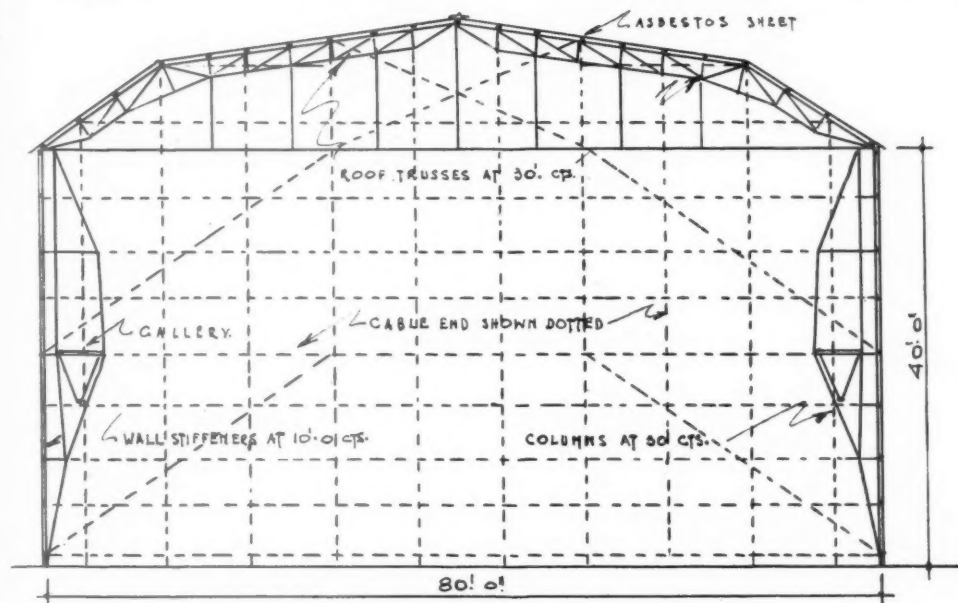 ASBESTOS SHEET
ROOF TRUSSES AT 30'. CTS.
GALLERY.
CABLE END SHOWN DOTTED
40'. 0"
WALL STIFFENERS AT 10'.0 CTS.
COLUMNS AT 30 CTS.
80'. 0"